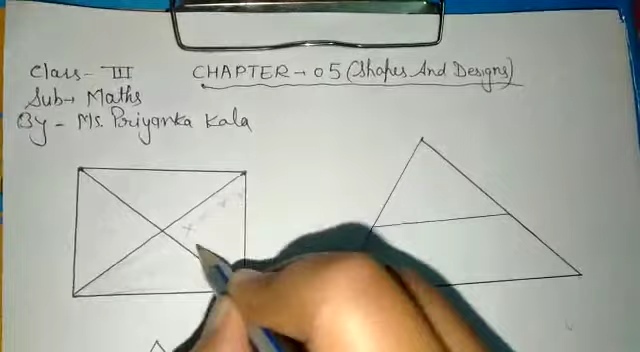 Class - III
CHAPTER → 05 (Shapes And Designs)
Sub → Maths
By - Ms. Priyanka Kala